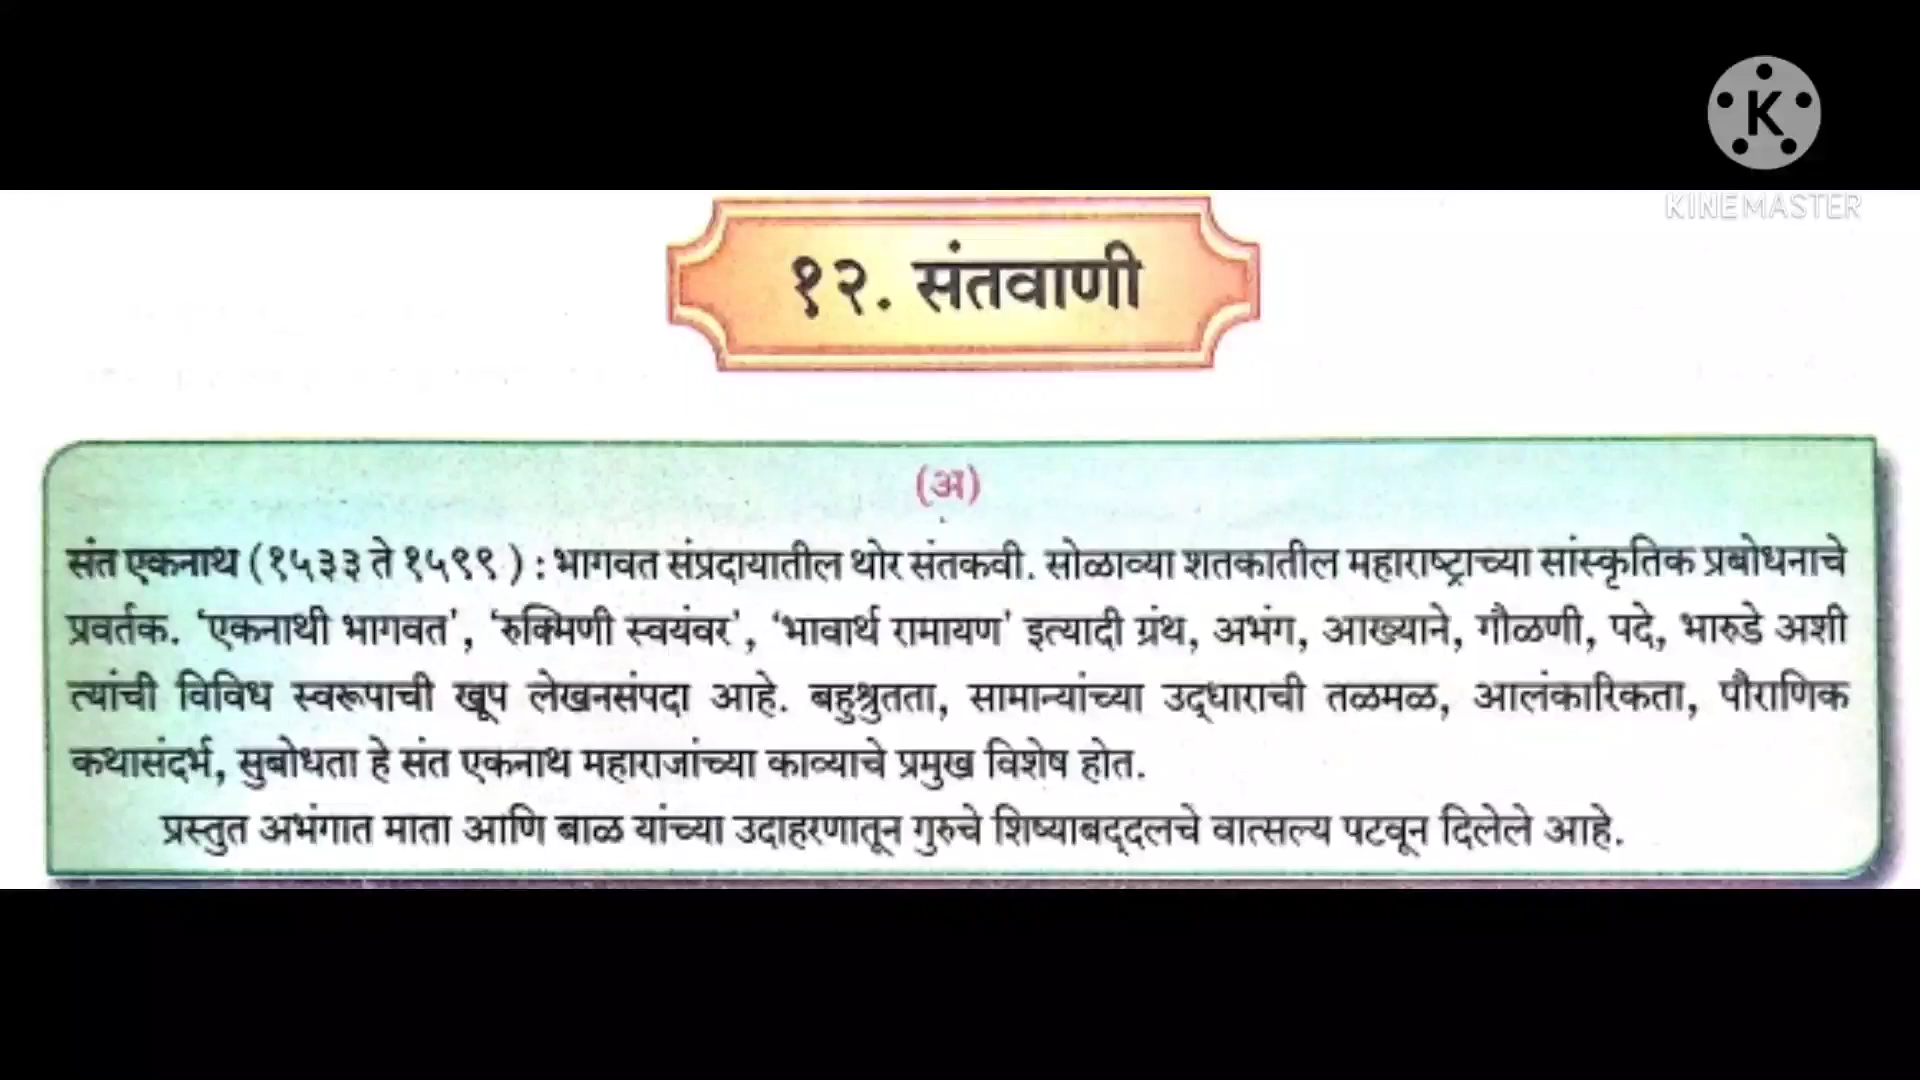 K
KINEMASTER
१२. संतवाणी
(अ)
संत एकनाथ (१५३३ ते १५९९) : भागवत संप्रदायातील थोर संतकवी. सोळाव्या शतकातील महाराष्ट्राच्या सांस्कृतिक प्रबोधनाचे
प्रवर्तक. ‘एकनाथी भागवत’, ‘रुक्मिणी स्वयंवर’, ‘भावार्थ रामायण’ इत्यादी ग्रंथ, अभंग, आख्याने, गौळणी, पदे, भारुडे अशी
त्यांची विविध स्वरूपाची खूप लेखनसंपदा आहे. बहुश्रुतता, सामान्यांच्या उद्‌धाराची तळमळ, आलंकारिकता, पौराणिक
कथासंदर्भ, सुबोधता हे संत एकनाथ महाराजांच्या काव्याचे प्रमुख विशेष होत.
प्रस्तुत अभंगात माता आणि बाळ यांच्या उदाहरणातून गुरुचे शिष्याबद्‌दलचे वात्सल्य पटवून दिलेले आहे.